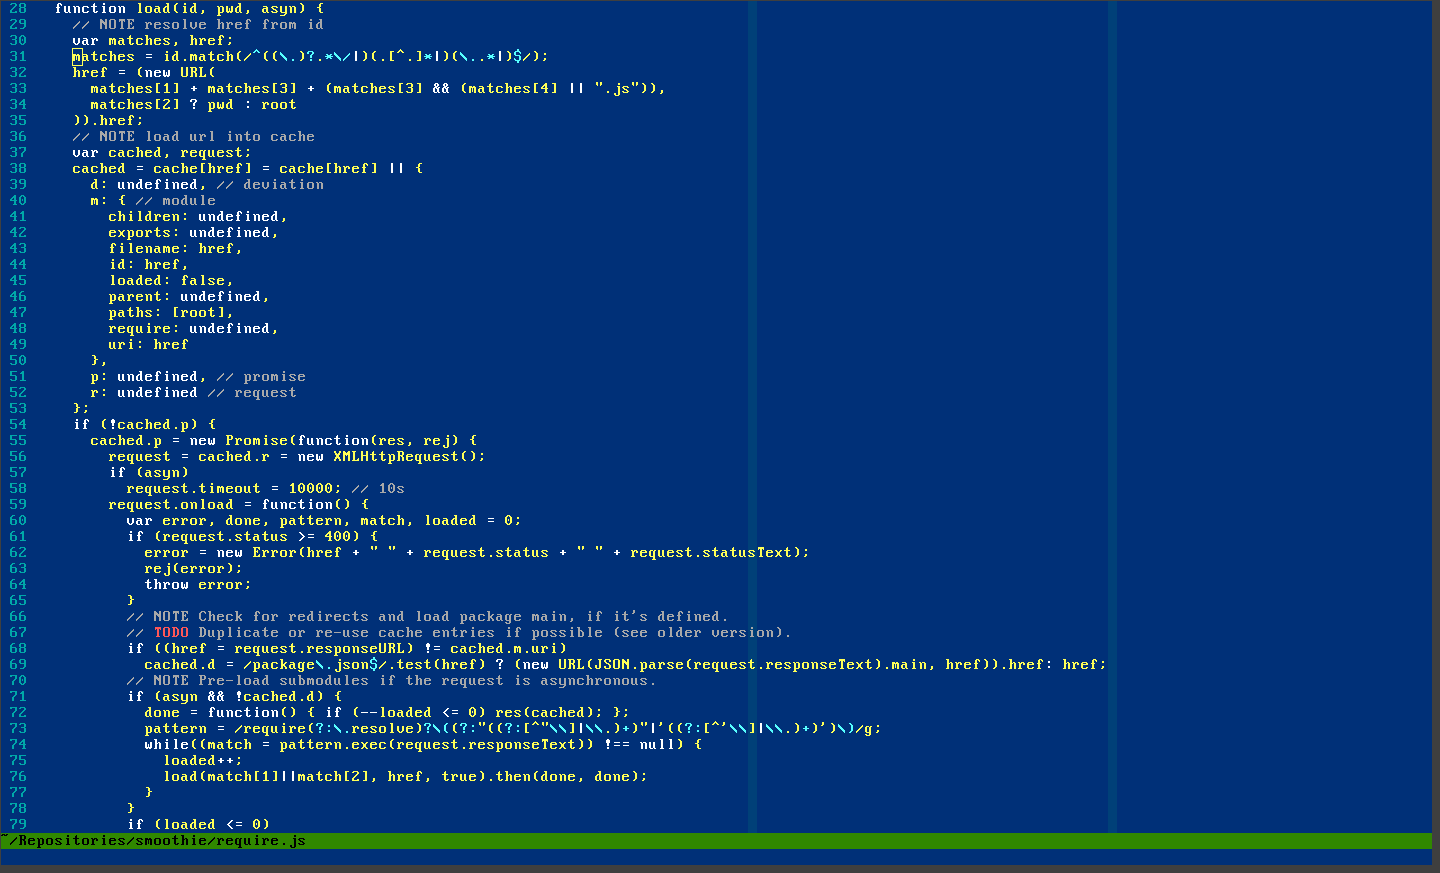 28   function load(id, pwd, asyn) {
29     // NOTE resolve href from id
30     var matches, href;
31     matches = id.match(/^((\.)?.*\/|)(.[^.]*|)(\..*|)$/);
32     href = (new URL(
33       matches[1] + matches[3] + (matches[3] && (matches[4] || ".js")),
34       matches[2] ? pwd : root
35     )).href;
36     // NOTE load url into cache
37     var cached, request;
38     cached = cache[href] = cache[href] || {
39       d: undefined, // deviation
40       m: { // module
41         children: undefined,
42         exports: undefined,
43         filename: href,
44         id: href,
45         loaded: false,
46         parent: undefined,
47         paths: [root],
48         require: undefined,
49         uri: href
50       },
51       p: undefined, // promise
52       r: undefined // request
53     };
54     if (!cached.p) {
55       cached.p = new Promise(function(res, rej) {
56         request = cached.r = new XMLHttpRequest();
57         if (asyn)
58           request.timeout = 10000; // 10s
59         request.onload = function() {
60           var error, done, pattern, match, loaded = 0;
61           if (request.status >= 400) {
62             error = new Error(href + " " + request.status + " " + request.statusText);
63             rej(error);
64             throw error;
65           }
66           // NOTE Check for redirects and load package main, if it's defined.
67           // TODO Duplicate or re-use cache entries if possible (see older version).
68           if ((href = request.responseURL) != cached.m.uri)
69             cached.d = /package\.json$/.test(href) ? (new URL(JSON.parse(request.responseText).main, href)).href: href;
70           // NOTE Pre-load submodules if the request is asynchronous.
71           if (asyn && !cached.d) {
72             done = function() { if (--loaded <= 0) res(cached); };
73             pattern = /require(?:\.resolve)?\((?:"((?:[^"\\]|\\.)+)"|'((?:[^'\\]|\\.)+)')\)/g;
74             while((match = pattern.exec(request.responseText)) !== null) {
75               loaded++;
76               load(match[1]||match[2], href, true).then(done, done);
77             }
78           }
79           if (loaded <= 0)
~/Repositories/smoothie/require.js